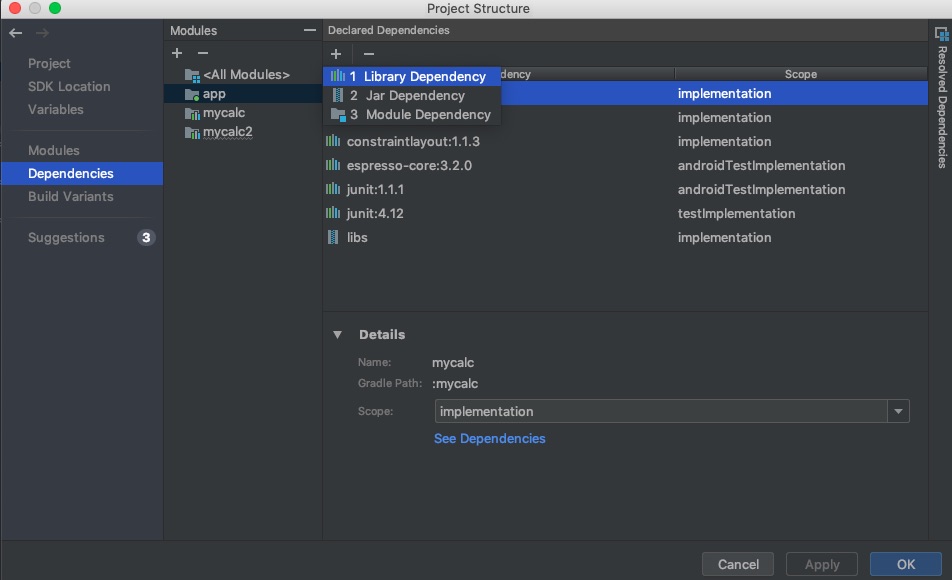 Project Structure
Project
SDK Location
Variables
Modules
Dependencies
Build Variants
Suggestions 3
Modules
<All Modules>
app
mycalc
mycalc2
Declared Dependencies
1 Library Dependency
2 Jar Dependency
3 Module Dependency
dency Scope
implementation
implementation
constraintlayout:1.1.3 implementation
espresso-core:3.2.0 androidTestImplementation
junit:1.1.1 androidTestImplementation
junit:4.12 testImplementation
libs implementation
Details
Name: mycalc
Gradle Path: :mycalc
Scope: implementation
See Dependencies
Resolved Dependencies
Cancel Apply OK